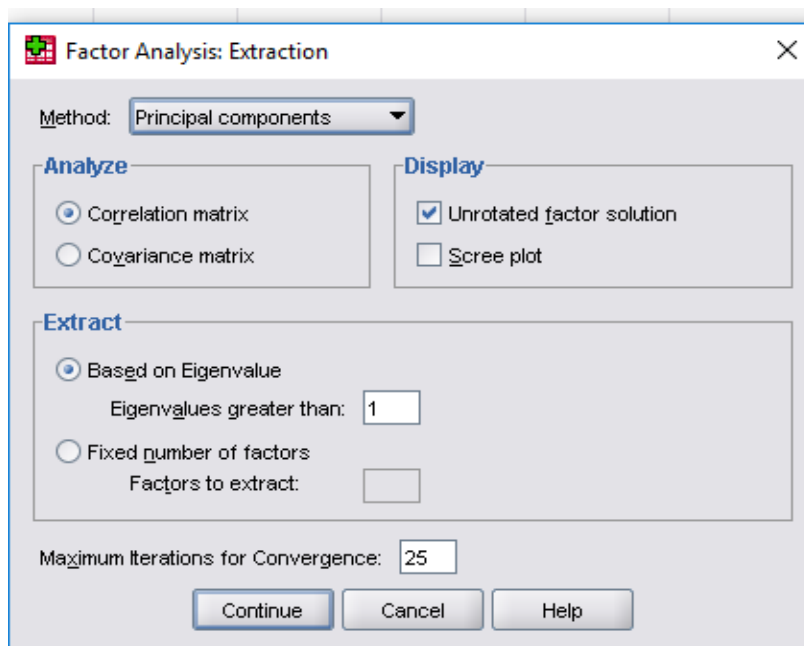 Factor Analysis: Extraction
Method: Principal components
Analyze
Correlation matrix
Covariance matrix
Display
Unrotated factor solution
Scree plot
Extract
Based on Eigenvalue
Eigenvalues greater than: 1
Fixed number of factors
Factors to extract:
Maximum Iterations for Convergence: 25
Continue Cancel Help